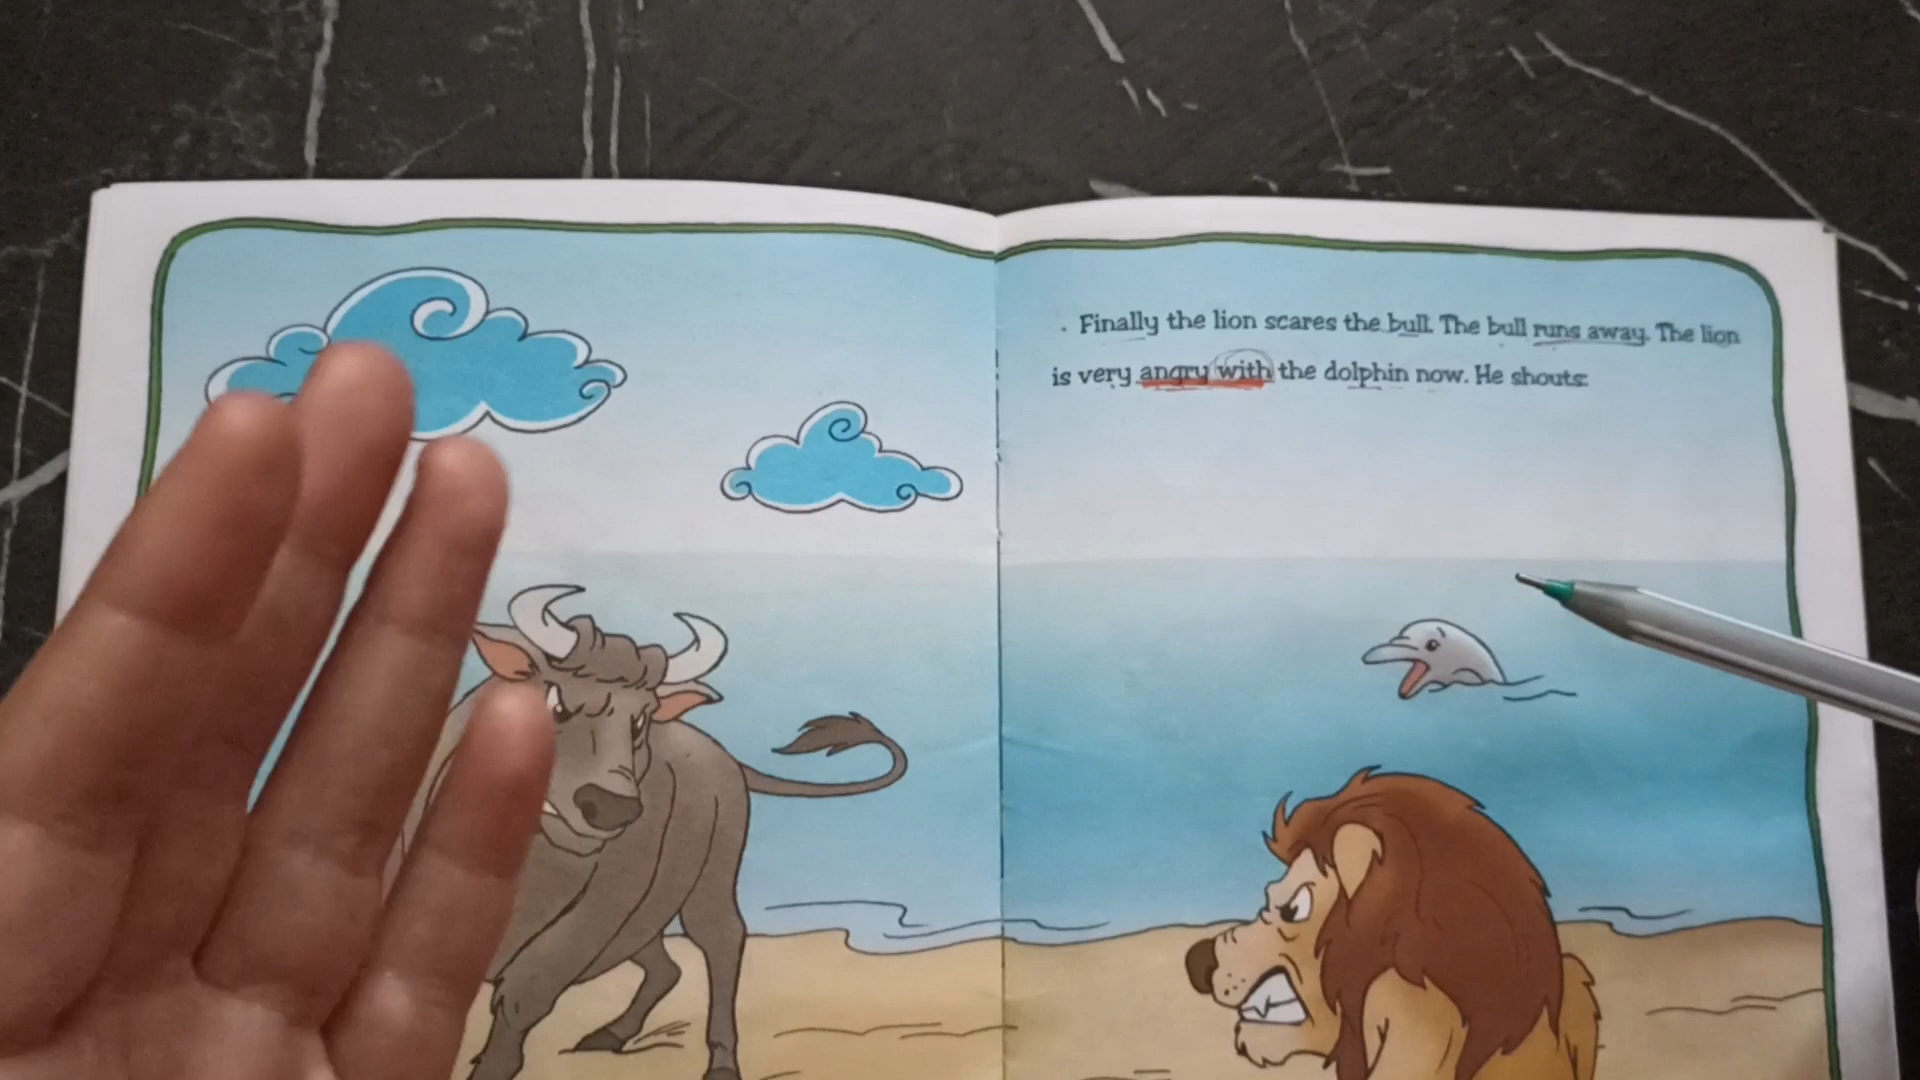 . Finally the lion scares the bull. The bull runs away. The lion
is very angry with the dolphin now. He shouts: